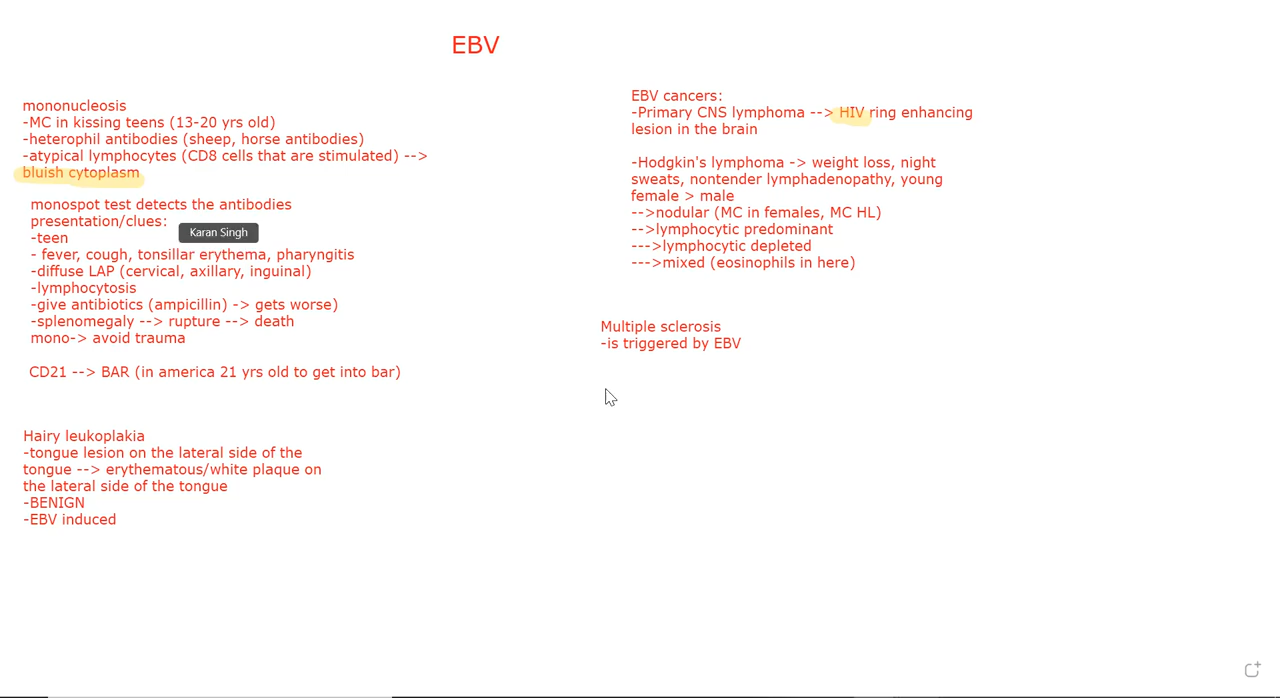 EBV
mononucleosis
-MC in kissing teens (13-20 yrs old)
-heterophil antibodies (sheep, horse antibodies)
-atypical lymphocytes (CD8 cells that are stimulated) -->
bluish cytoplasm
monospot test detects the antibodies
presentation/clues:
Karan Singh
-teen
- fever, cough, tonsillar erythema, pharyngitis
-diffuse LAP (cervical, axillary, inguinal)
-lymphocytosis
-give antibiotics (ampicillin) -> gets worse)
-splenomegaly --> rupture --> death
mono-> avoid trauma
CD21 --> BAR (in america 21 yrs old to get into bar)
Hairy leukoplakia
-tongue lesion on the lateral side of the
tongue --> erythematous/white plaque on
the lateral side of the tongue
-BENIGN
-EBV induced
EBV cancers:
-Primary CNS lymphoma --> HIV ring enhancing
lesion in the brain
-Hodgkin's lymphoma -> weight loss, night
sweats, nontender lymphadenopathy, young
female > male
-->nodular (MC in females, MC HL)
-->lymphocytic predominant
--->lymphocytic depleted
--->mixed (eosinophils in here)
Multiple sclerosis
-is triggered by EBV